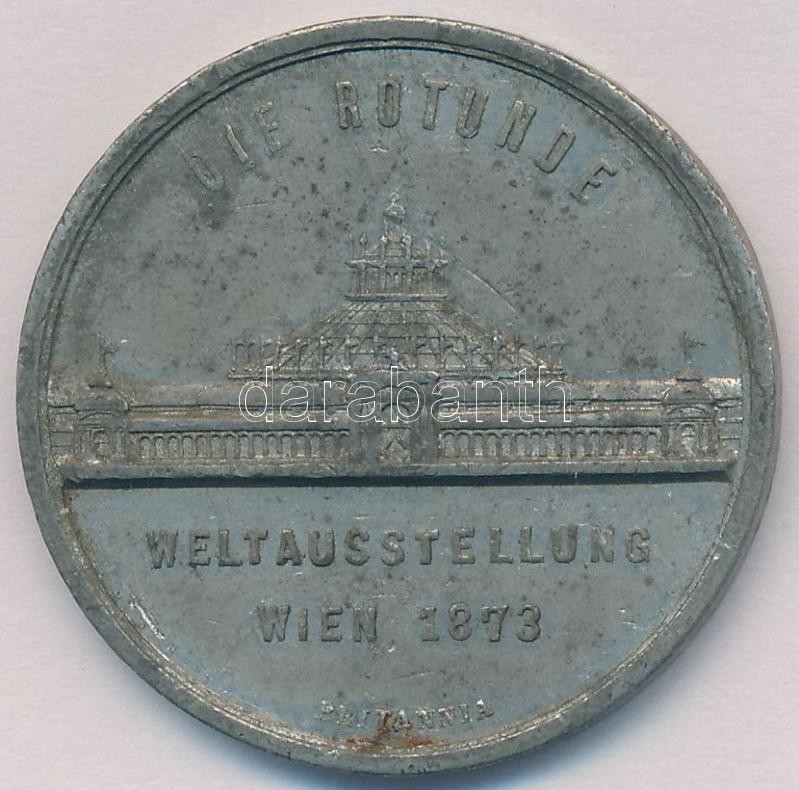 DIE ROTUNDE
darabanth
WELTAUSSTELLUNG
WIEN 1873
BRITANNIA